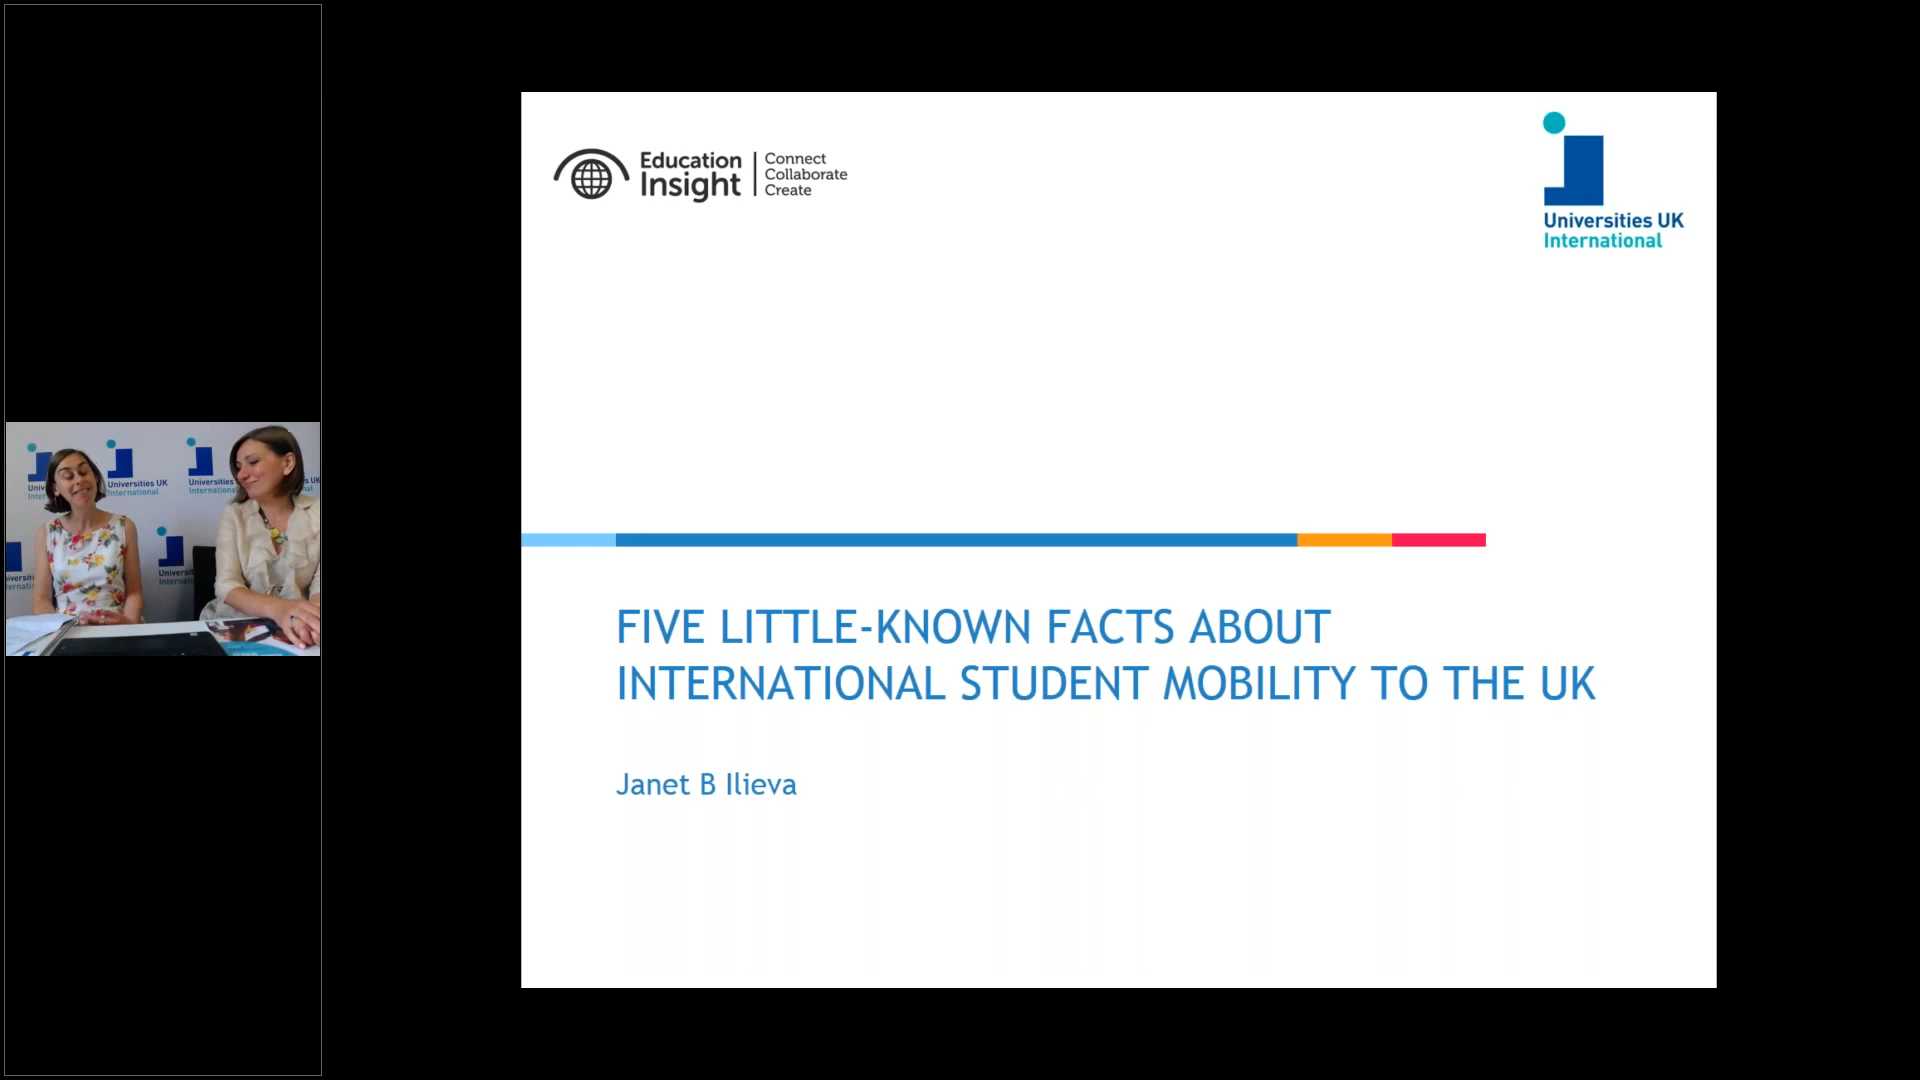 Education
Insight
Connect
Collaborate
Create
Universities UK
International
FIVE LITTLE-KNOWN FACTS ABOUT
INTERNATIONAL STUDENT MOBILITY TO THE UK
Janet B Ilieva
Universities UK
International
Universities
International